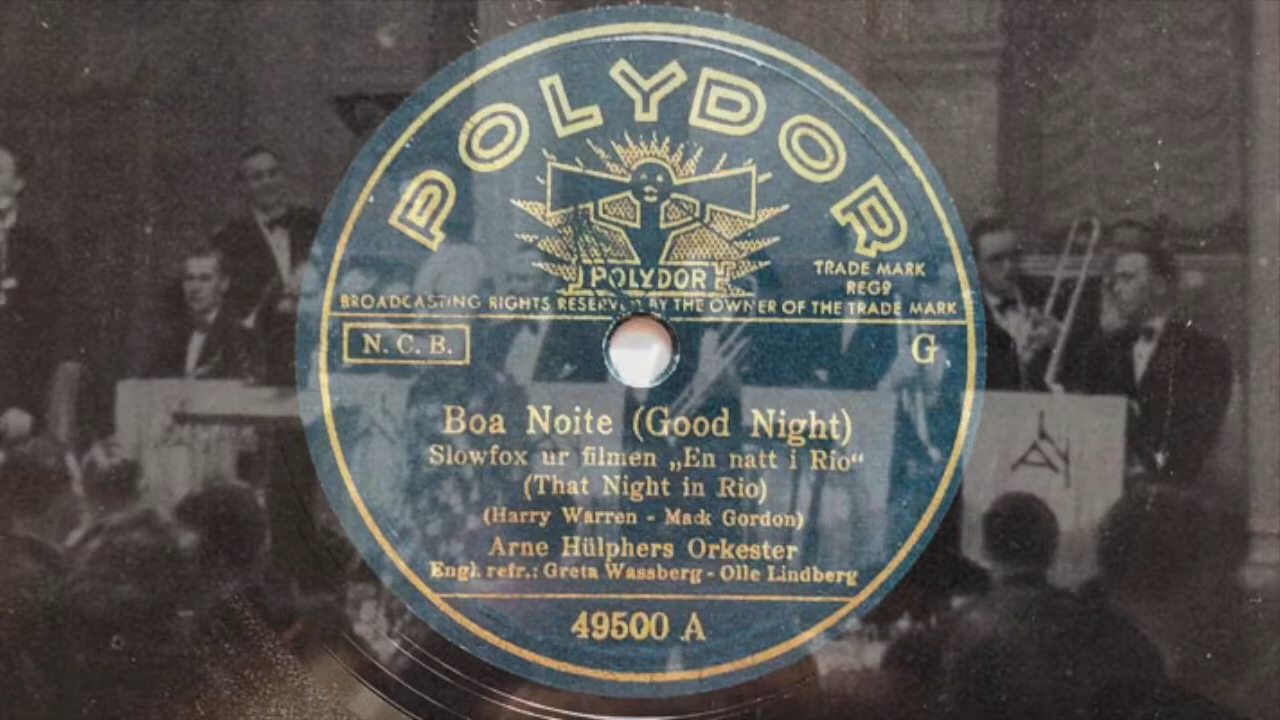 POLYDOR
POLYDOR
TRADE MARK
REGD
BROADCASTING RIGHTS RESERVED BY THE OWNER OF THE TRADE MARK
N. C. B.
G
Boa Noite (Good Night)
Slowfox ur filmen „En natt i Rio“
(That Night in Rio)
(Harry Warren - Mack Gordon)
Arne Hülphers Orkester
Engl. refr.: Greta Wassberg - Olle Lindberg
49500 A